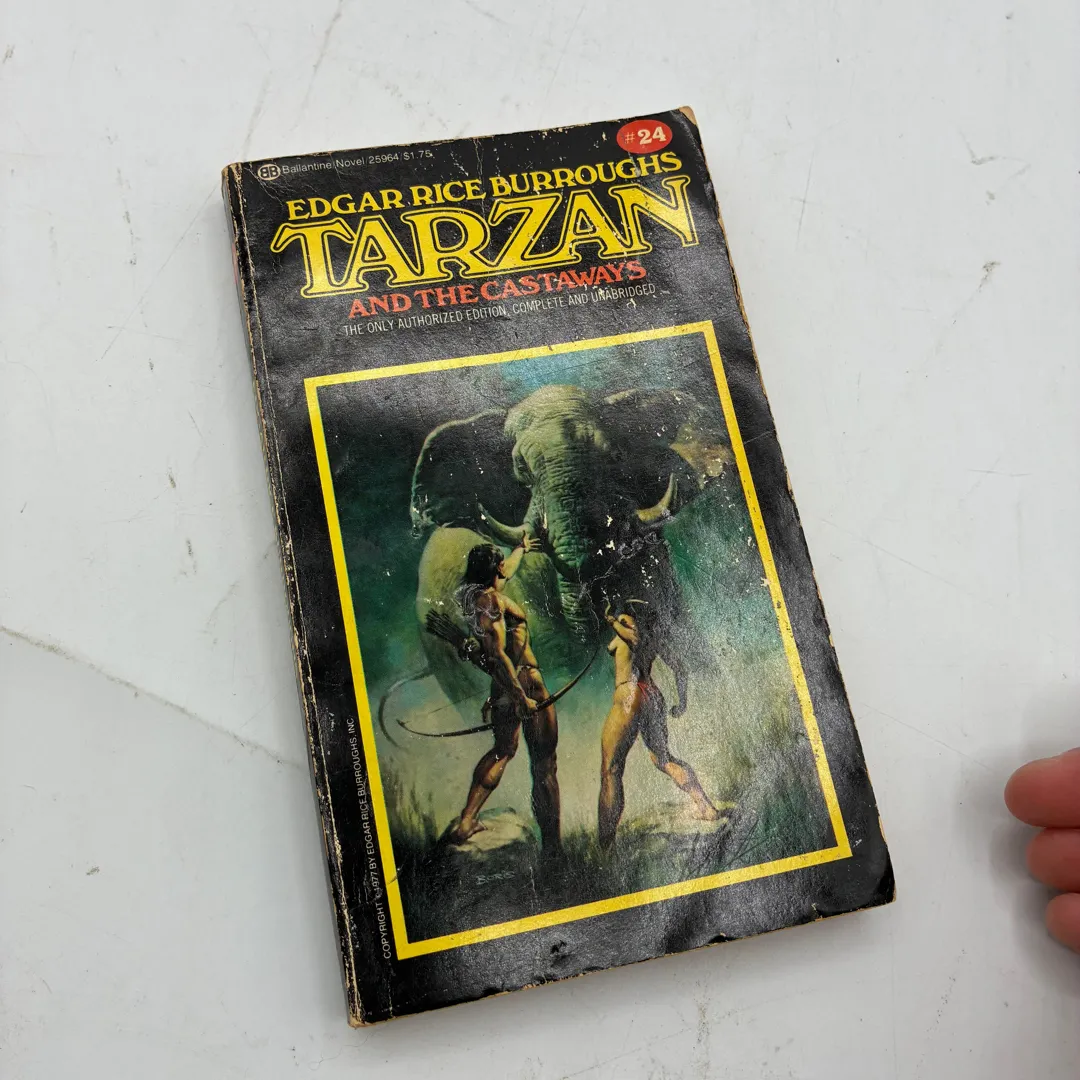 #24
BB Ballantine Novel 25964 $1.75
EDGAR RICE BURROUGHS
TARZAN
AND THE CASTAWAYS
THE ONLY AUTHORIZED EDITION, COMPLETE AND UNABRIDGED
COPYRIGHT © 1977 BY EDGAR RICE BURROUGHS, INC.
BORIS